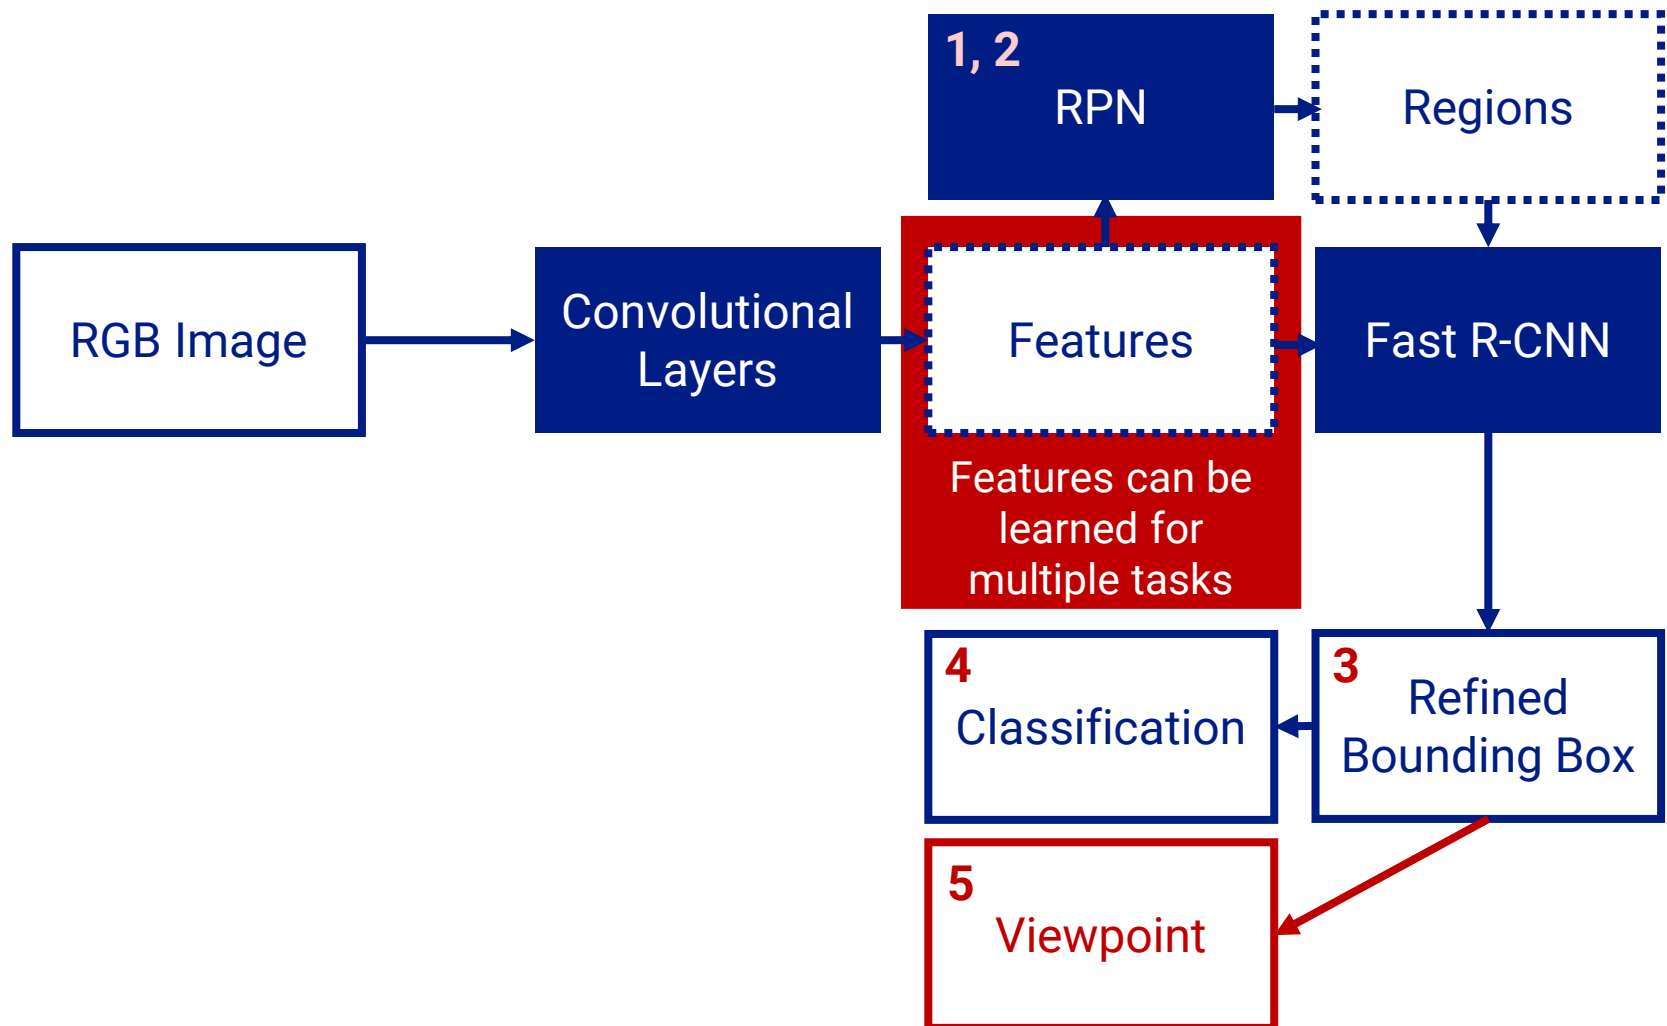 1, 2
RPN
Regions
RGB Image
Convolutional
Layers
Features
Fast R-CNN
Features can be
learned for
multiple tasks
4
Classification
3
Refined
Bounding Box
5
Viewpoint